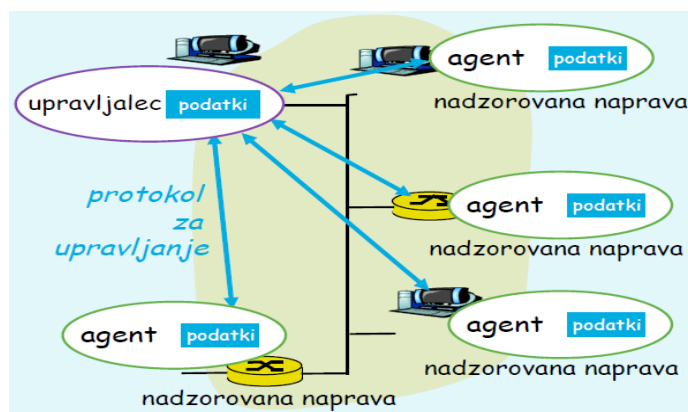 agent podatki
nadzorovana naprava
upravljalec podatki
protokol
za
upravljanje
agent podatki
nadzorovana naprava
agent podatki
nadzorovana naprava
agent podatki
nadzorovana naprava